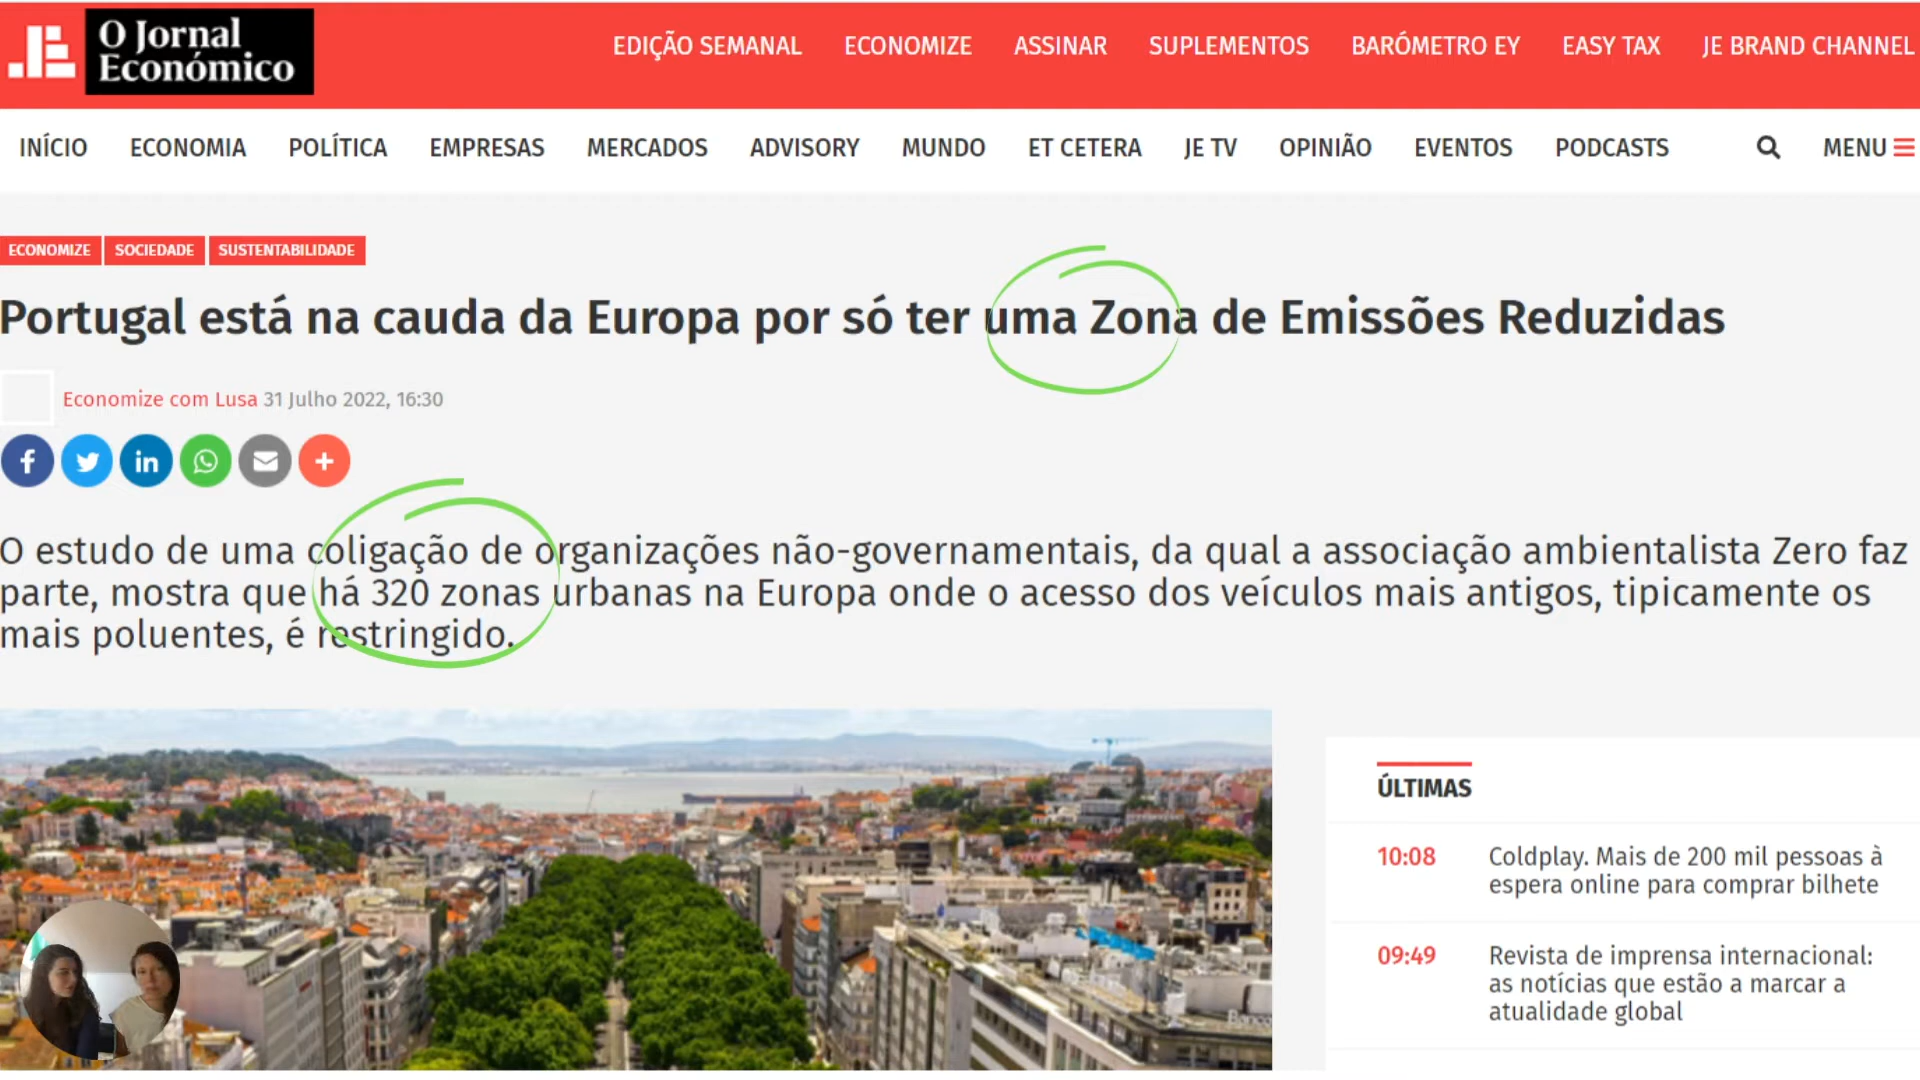 O Jornal
Económico
EDIÇÃO SEMANAL ECONOMIZE ASSINAR SUPLEMENTOS BARÓMETRO EY EASY TAX JE BRAND CHANNEL
INÍCIO ECONOMIA POLÍTICA EMPRESAS MERCADOS ADVISORY MUNDO ET CETERA JE TV OPINIÃO EVENTOS PODCASTS MENU
ECONOMIZE SOCIEDADE SUSTENTABILIDADE
Portugal está na cauda da Europa por só ter uma Zona de Emissões Reduzidas
Economize com Lusa 31 Julho 2022, 16:30
O estudo de uma coligação de organizações não-governamentais, da qual a associação ambientalista Zero faz
parte, mostra que há 320 zonas urbanas na Europa onde o acesso dos veículos mais antigos, tipicamente os
mais poluentes, é restringido.
ÚLTIMAS
10:08 Coldplay. Mais de 200 mil pessoas à
espera online para comprar bilhete
09:49 Revista de imprensa internacional:
as notícias que estão a marcar a
atualidade global